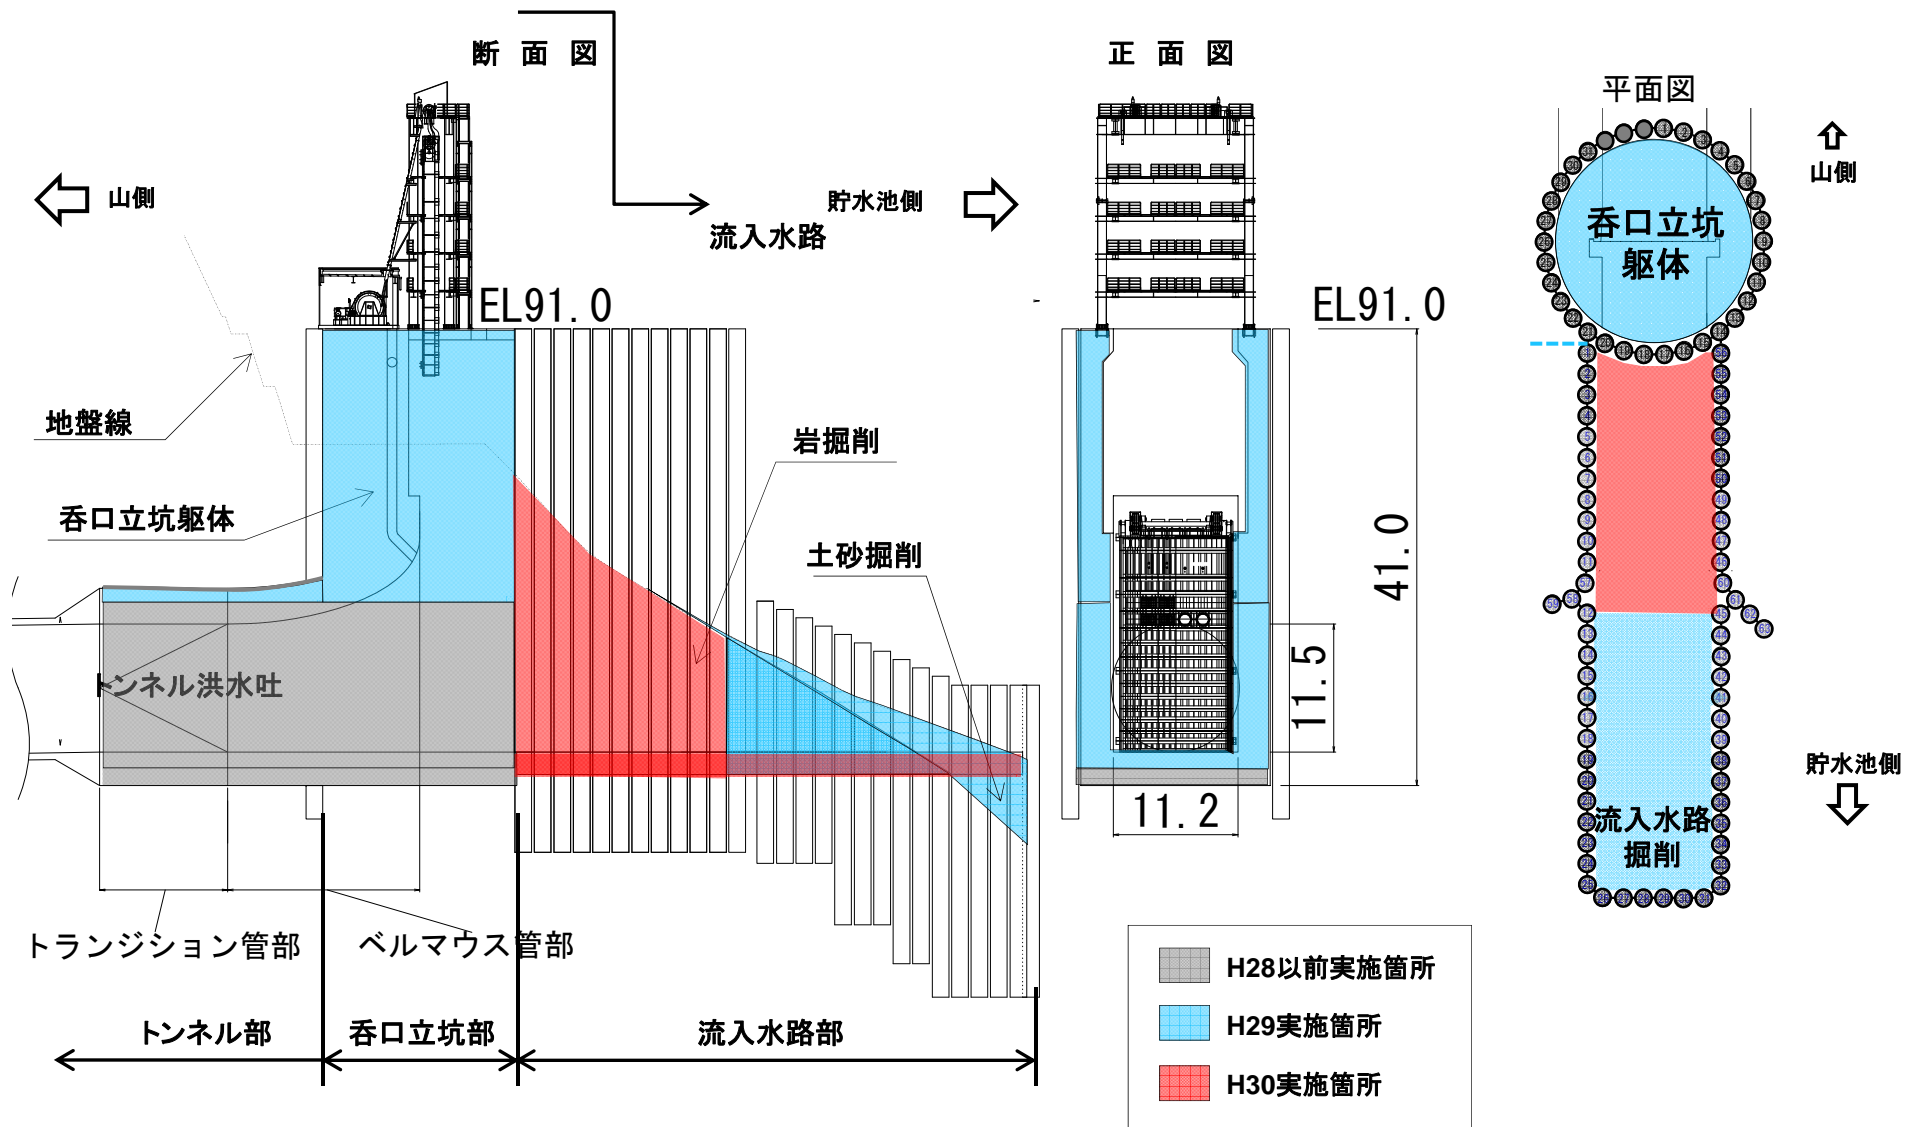 断 面 図
正 面 図
平面図
山側
貯水池側
流入水路
山側
EL91.0
EL91.0
呑口立坑
躯体
地盤線
岩掘削
呑口立坑躯体
土砂掘削
41.0
11.5
11.2
ンネル洪水吐
貯水池側
流入水路
掘削
トランジション管部
ベルマウス管部
トンネル部
呑口立坑部
流入水路部
H28以前実施箇所
H29実施箇所
H30実施箇所